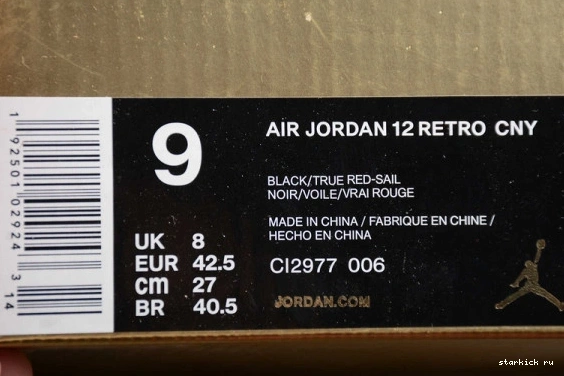 1 92501 02924 3 14
9
AIR JORDAN 12 RETRO CNY
BLACK/TRUE RED-SAIL
NOIR/VOILE/VRAI ROUGE
MADE IN CHINA / FABRIQUE EN CHINE /
HECHO EN CHINA
UK 8
EUR 42.5
cm 27
BR 40.5
CI2977 006
JORDAN.COM
starkick ru